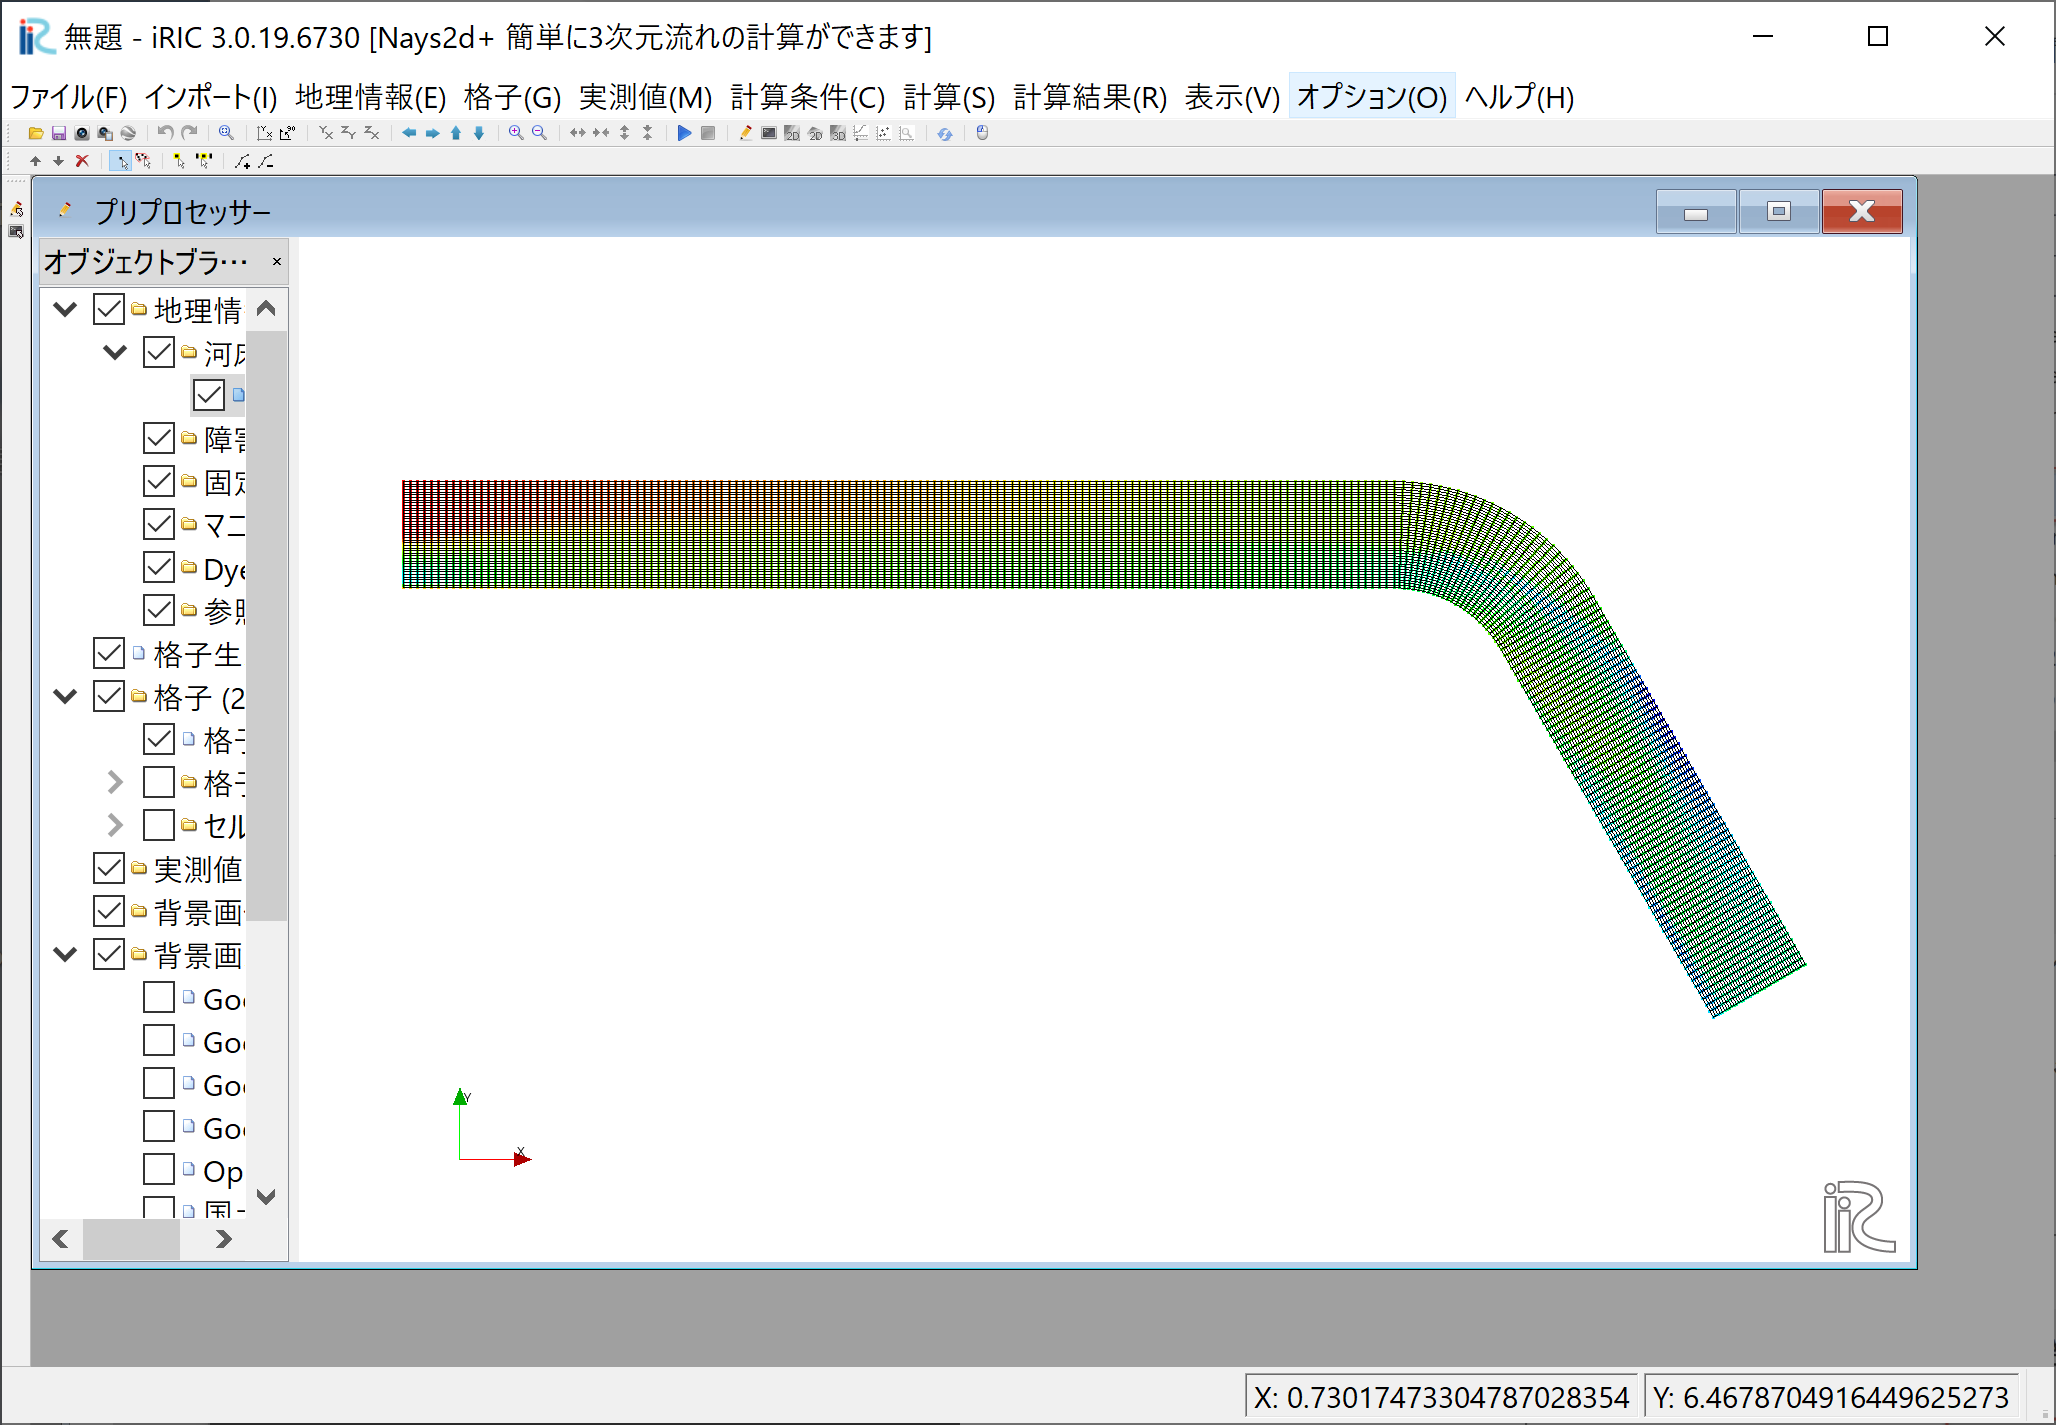 無題 - iRIC 3.0.19.6730 [Nays2d+ 簡単に3次元流れの計算ができます]
ファイル(F) インポート(I) 地理情報(E) 格子(G) 実測値(M) 計算条件(C) 計算(S) 計算結果(R) 表示(V) オプション(O) ヘルプ(H)
プリプロセッサー
オブジェクトブラ…
地理情
河床
障害
固定
マニ
Dye
参照
格子生
格子 (2
格子
格子
セル
実測値
背景画
背景画
Goo
Goo
Goo
Goo
Op
国土
Y
X
iRIC
X: 0.73017473304787028354
Y: 6.4678704916449625273